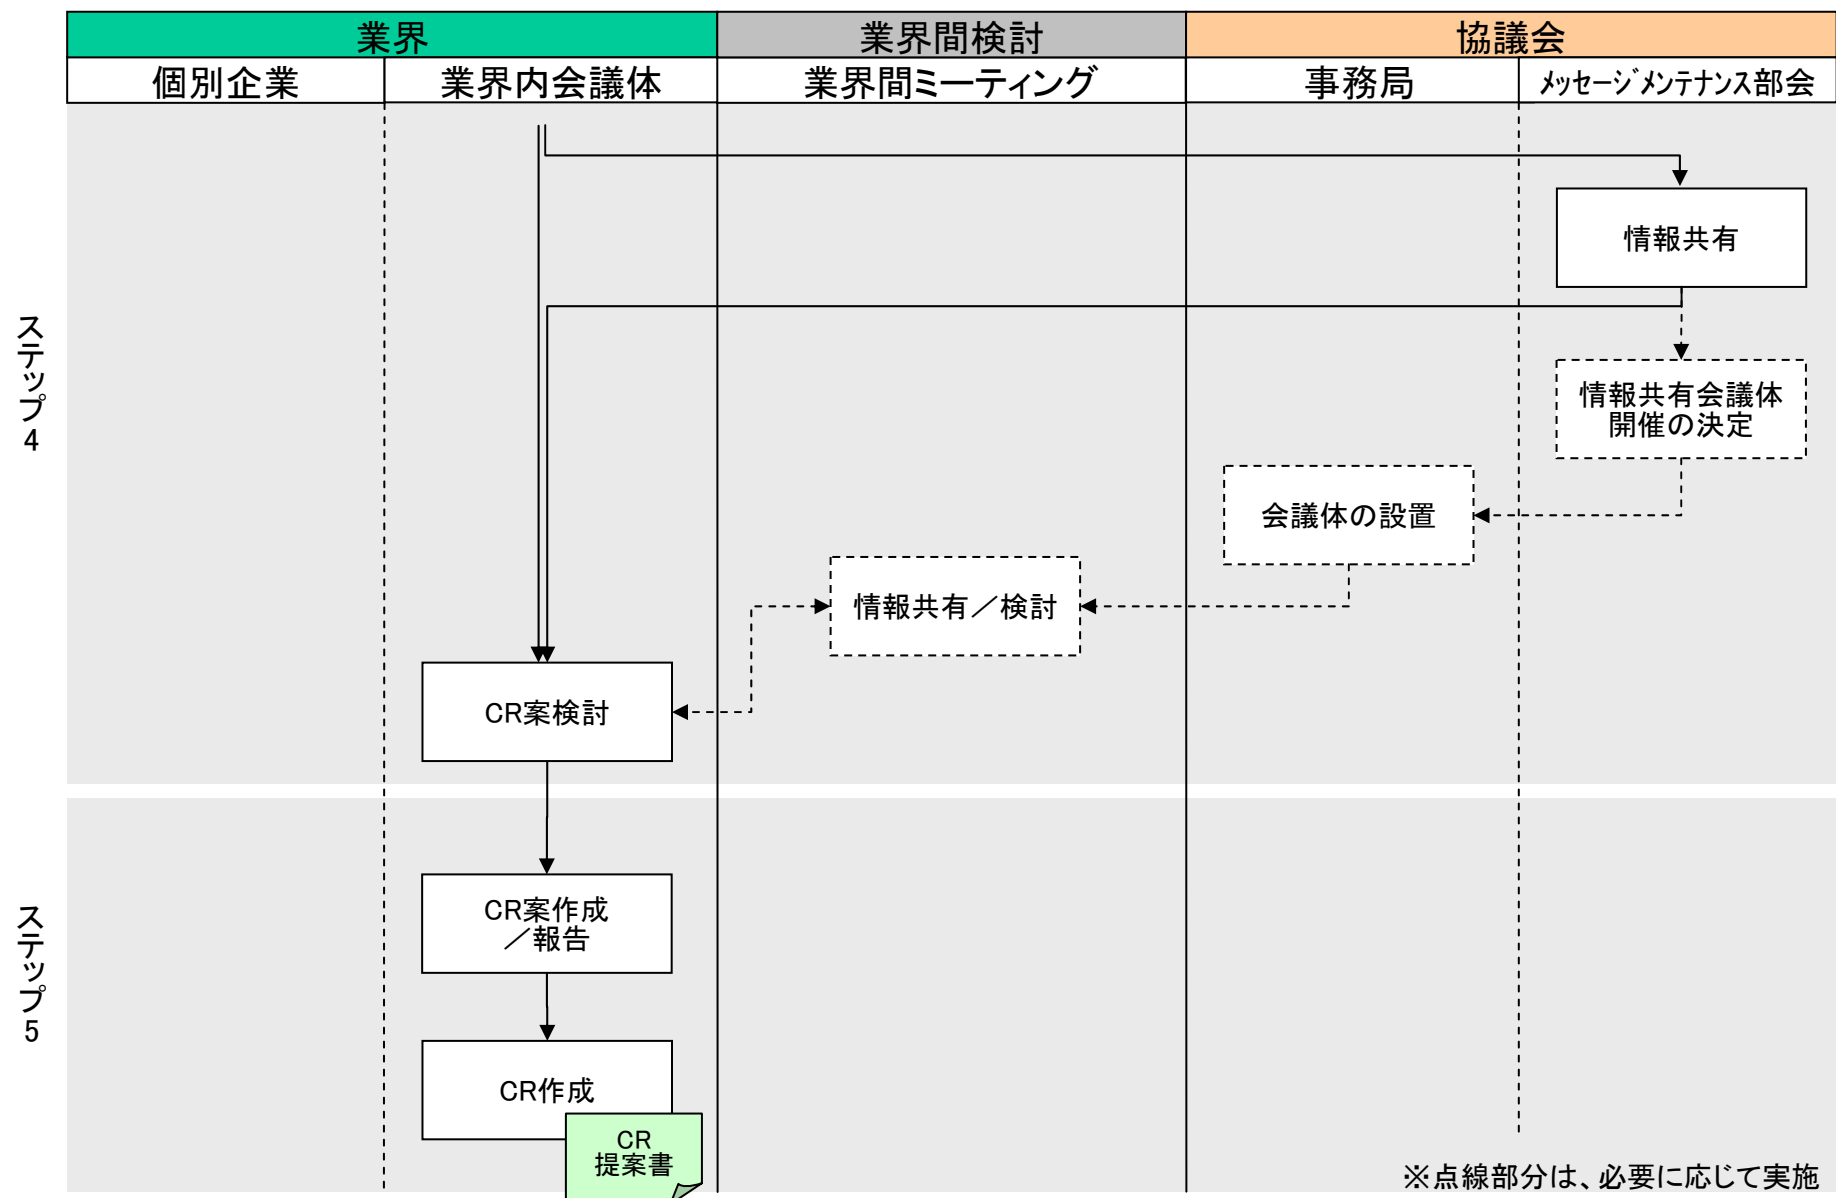 業界
業界間検討
協議会
個別企業
業界内会議体
業界間ミーティング
事務局
メッセージメンテナンス部会
ステップ4
情報共有
情報共有会議体
開催の決定
会議体の設置
情報共有／検討
CR案検討
ステップ5
CR案作成
／報告
CR作成
CR
提案書
※点線部分は、必要に応じて実施